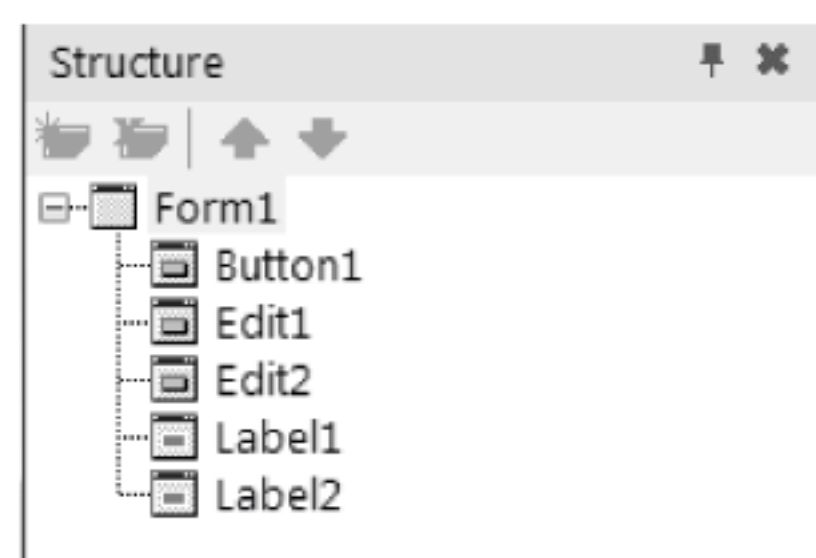 Structure
Form1
Button1
Edit1
Edit2
Label1
Label2